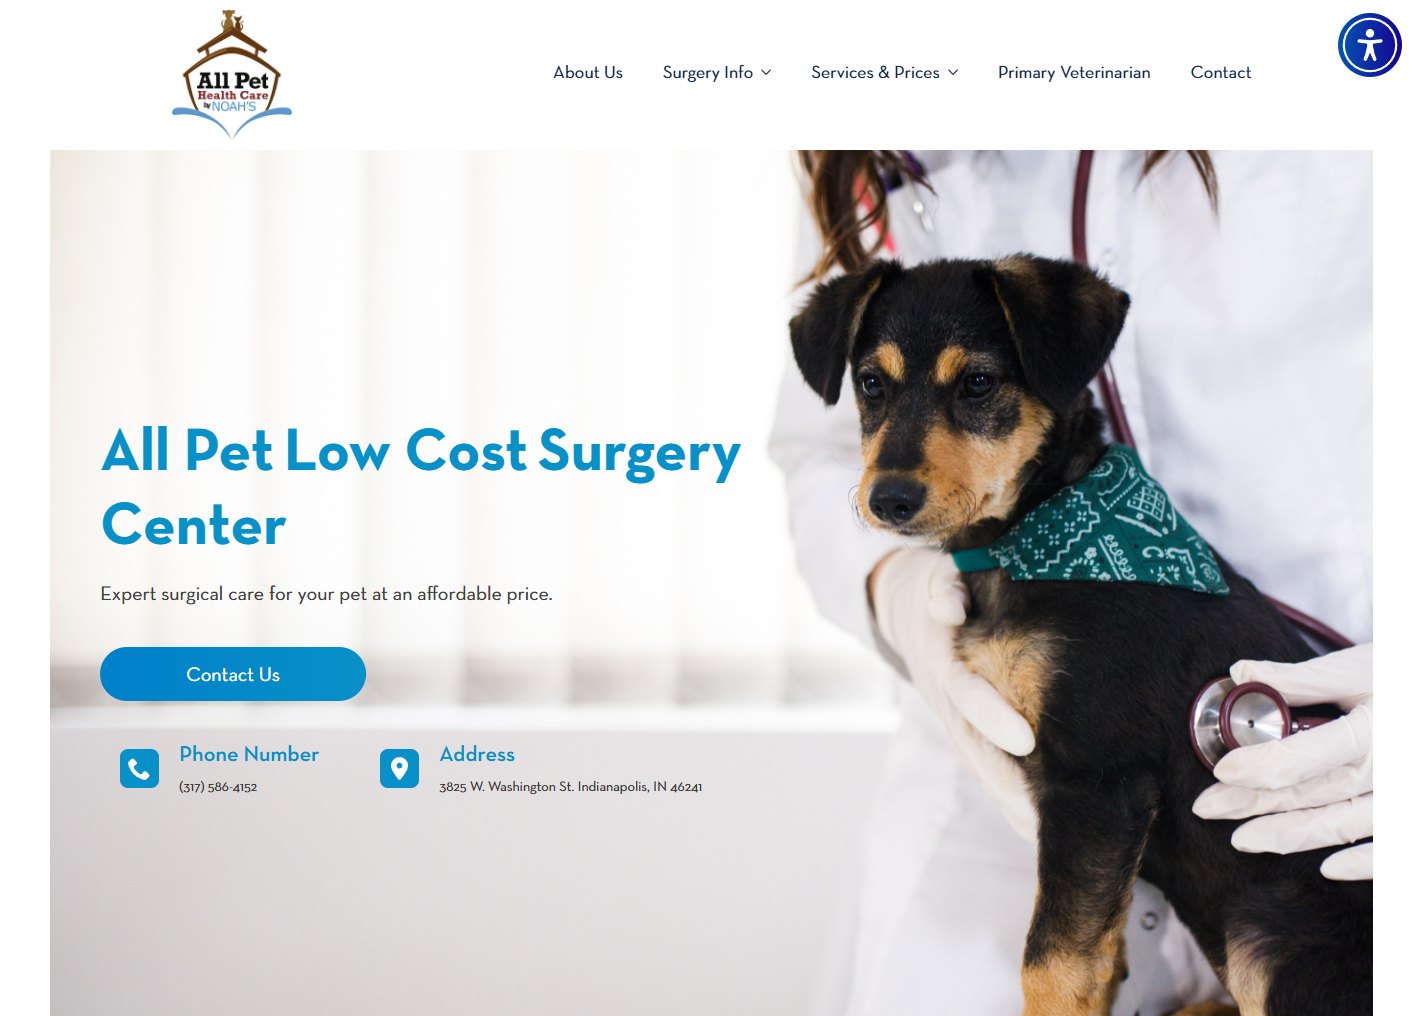 All Pet
Health Care
by NOAH'S
About Us
Surgery Info
Services & Prices
Primary Veterinarian
Contact
All Pet Low Cost Surgery
Center
Expert surgical care for your pet at an affordable price.
Contact Us
Phone Number
(317) 586-4152
Address
3825 W. Washington St. Indianapolis, IN 46241